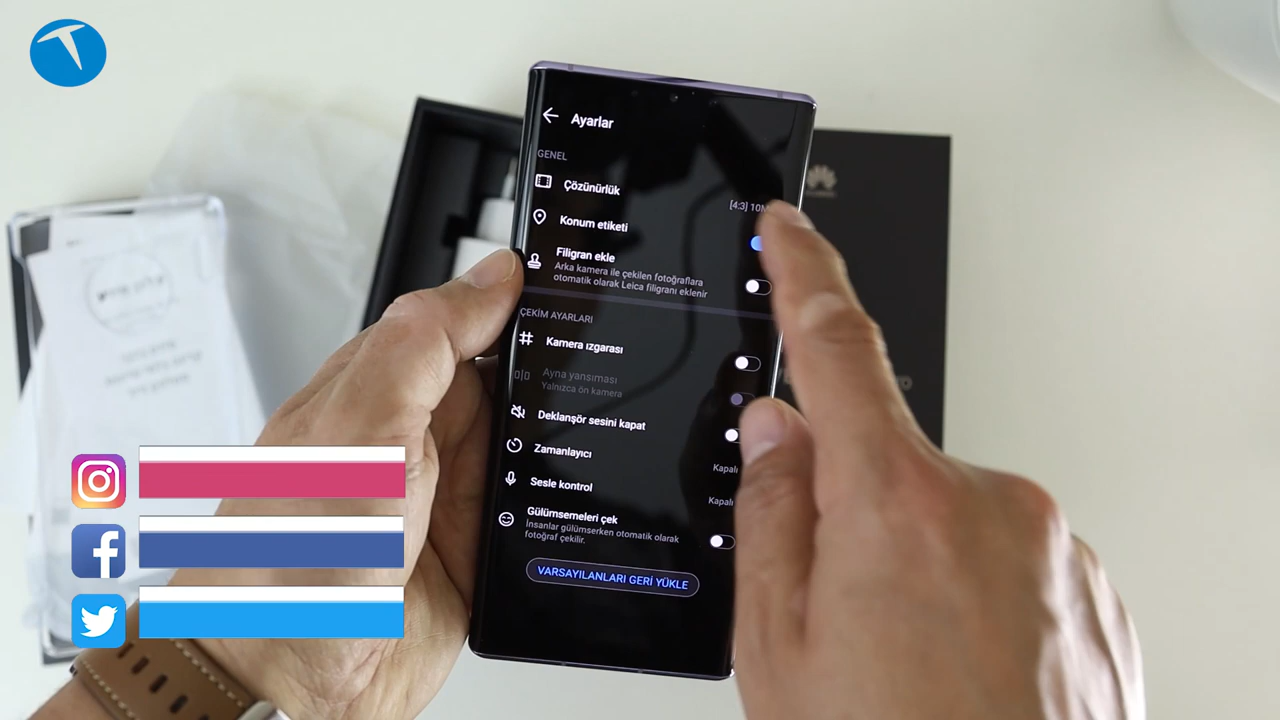 Ayarlar
GENEL
Çözünürlük
[4:3] 10M
Konum etiketi
Filigran ekle
Arka kamera ile çekilen fotoğraflara
otomatik olarak Leica filigranı eklenir
ÇEKİM AYARLARI
Kamera ızgarası
Ayna yansıması
Yalnızca ön kamera
Deklanşör sesini kapat
Zamanlayıcı
Kapalı
Sesle kontrol
Kapalı
Gülümsemeleri çek
İnsanlar gülümserken otomatik olarak
fotoğraf çekilir.
VARSAYILANLARI GERİ YÜKLE